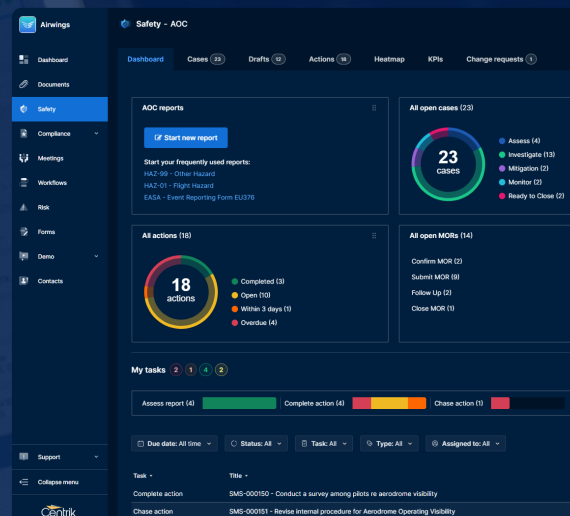 Airwings
Safety - AOC
Dashboard
Documents
Safety
Compliance
Meetings
Workflows
Risk
Forms
Demo
Contacts
Support
Collapse menu
Centrik
Dashboard Cases 23 Drafts 12 Actions 18 Heatmap KPIs Change requests 1
AOC reports
Start new report
Start your frequently used reports:
HAZ-99 - Other Hazard
HAZ-01 - Flight Hazard
EASA - Event Reporting Form EU376
All open cases (23)
23
cases
Assess (4)
Investigate (13)
Mitigation (2)
Monitor (2)
Ready to Close (2)
All actions (18)
18
actions
Completed (3)
Open (10)
Within 3 days (1)
Overdue (4)
All open MORs (14)
Confirm MOR (2)
Submit MOR (9)
Follow Up (2)
Close MOR (1)
My tasks 2 1 4 2
Assess report (4) Complete action (4) Chase action (1)
Due date: All time Status: All Task: All Type: All Assigned to: All
Task Title
Complete action SMS-000150 - Conduct a survey among pilots re aerodrome visibility
Chase action SMS-000151 - Revise internal procedure for Aerodrome Operating Visibility